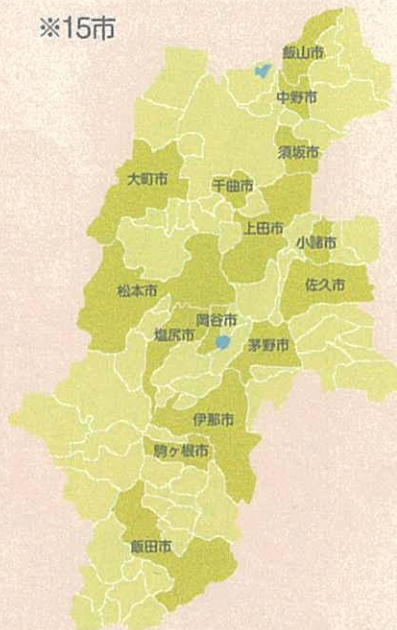 ※15市
飯山市
中野市
須坂市
大町市
千曲市
上田市
小諸市
佐久市
松本市
岡谷市
塩尻市
茅野市
伊那市
駒ヶ根市
飯田市